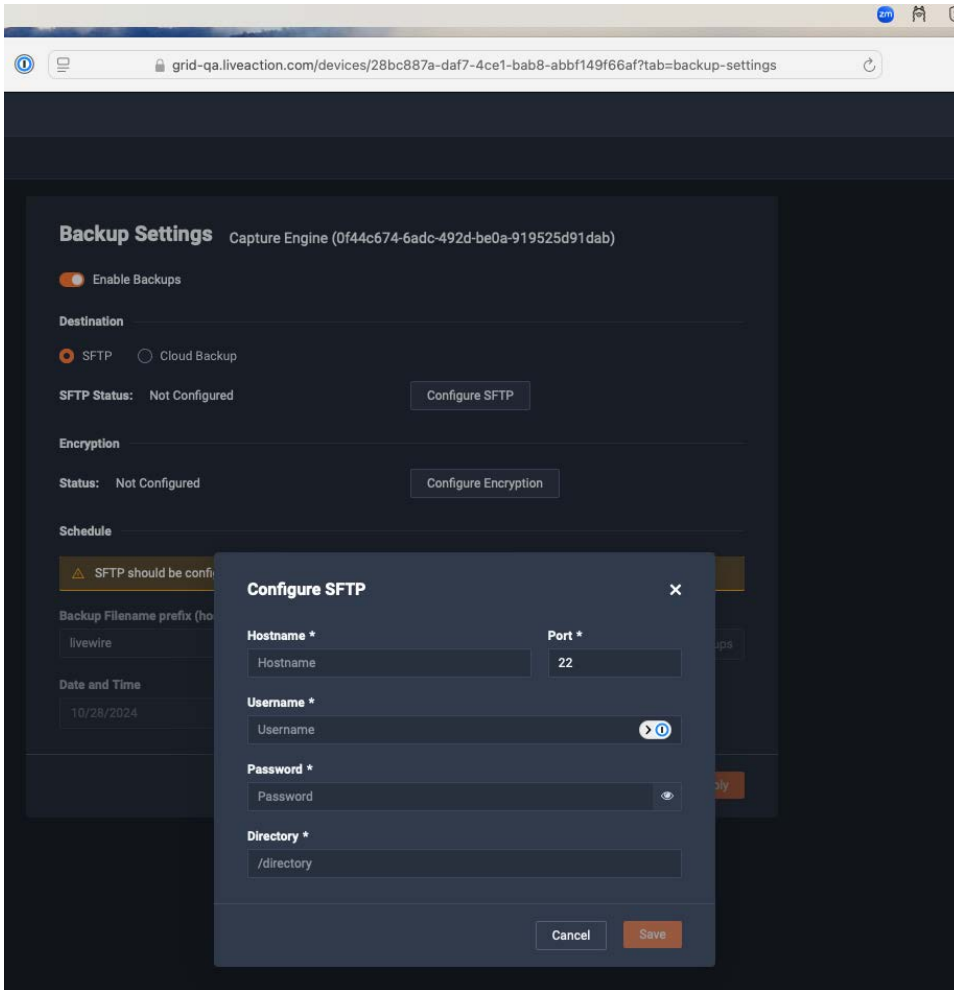 zm
grid-qa.liveaction.com/devices/28bc887a-daf7-4ce1-bab8-abbf149f66af?tab=backup-settings
Backup Settings Capture Engine (0f44c674-6adc-492d-be0a-919525d91dab)
Enable Backups
Destination
SFTP Cloud Backup
SFTP Status: Not Configured Configure SFTP
Encryption
Status: Not Configured Configure Encryption
Schedule
SFTP should be confi
Backup Filename prefix (ho
livewire ups
Date and Time
10/28/2024
ply
Configure SFTP
Hostname * Port *
Hostname 22
Username *
Username
Password *
Password
Directory *
/directory
Cancel Save